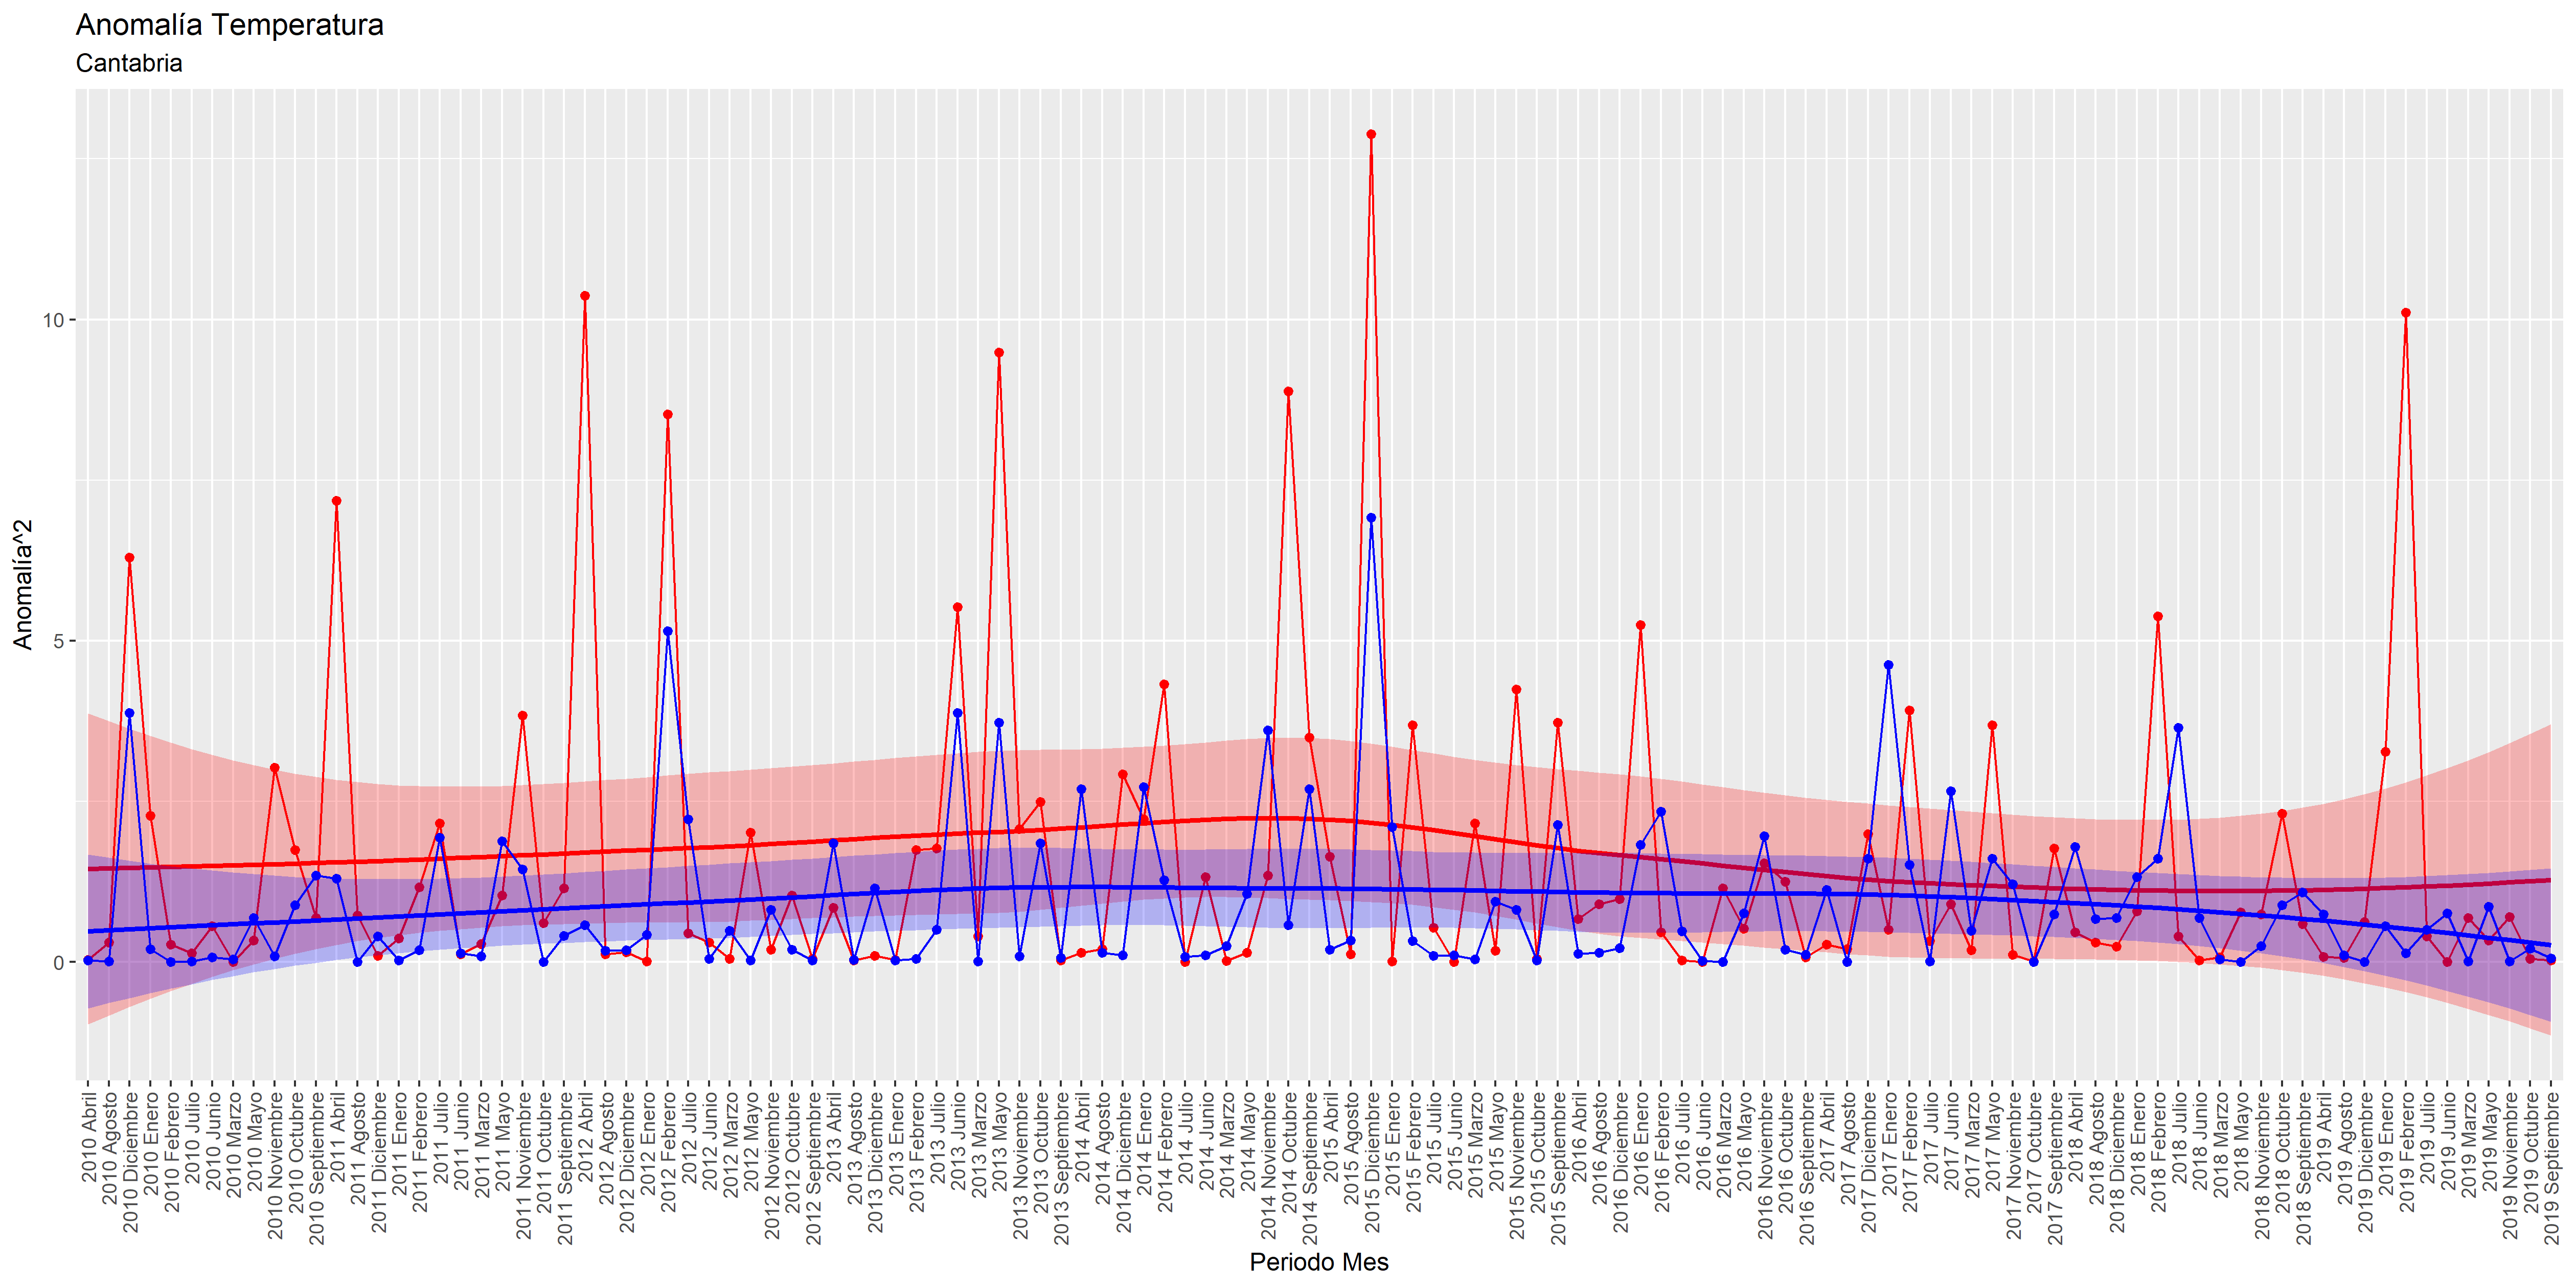 Anomalía Temperatura
Cantabria
Anomalía^2
10
5
0
2010 Abril
2010 Agosto
2010 Diciembre
2010 Enero
2010 Febrero
2010 Julio
2010 Junio
2010 Marzo
2010 Mayo
2010 Noviembre
2010 Octubre
2010 Septiembre
2011 Abril
2011 Agosto
2011 Diciembre
2011 Enero
2011 Febrero
2011 Julio
2011 Junio
2011 Marzo
2011 Mayo
2011 Noviembre
2011 Octubre
2011 Septiembre
2012 Abril
2012 Agosto
2012 Diciembre
2012 Enero
2012 Febrero
2012 Julio
2012 Junio
2012 Marzo
2012 Mayo
2012 Noviembre
2012 Octubre
2012 Septiembre
2013 Abril
2013 Agosto
2013 Diciembre
2013 Enero
2013 Febrero
2013 Julio
2013 Junio
2013 Marzo
2013 Mayo
2013 Noviembre
2013 Octubre
2013 Septiembre
2014 Abril
2014 Agosto
2014 Diciembre
2014 Enero
2014 Febrero
2014 Julio
2014 Junio
2014 Marzo
2014 Mayo
2014 Noviembre
2014 Octubre
2014 Septiembre
2015 Abril
2015 Agosto
2015 Diciembre
2015 Enero
2015 Febrero
2015 Julio
2015 Junio
2015 Marzo
2015 Mayo
2015 Noviembre
2015 Octubre
2015 Septiembre
2016 Abril
2016 Agosto
2016 Diciembre
2016 Enero
2016 Febrero
2016 Julio
2016 Junio
2016 Marzo
2016 Mayo
2016 Noviembre
2016 Octubre
2016 Septiembre
2017 Abril
2017 Agosto
2017 Diciembre
2017 Enero
2017 Febrero
2017 Julio
2017 Junio
2017 Marzo
2017 Mayo
2017 Noviembre
2017 Octubre
2017 Septiembre
2018 Abril
2018 Agosto
2018 Diciembre
2018 Enero
2018 Febrero
2018 Julio
2018 Junio
2018 Marzo
2018 Mayo
2018 Noviembre
2018 Octubre
2018 Septiembre
2019 Abril
2019 Agosto
2019 Diciembre
2019 Enero
2019 Febrero
2019 Julio
2019 Junio
2019 Marzo
2019 Mayo
2019 Noviembre
2019 Octubre
2019 Septiembre
Periodo Mes